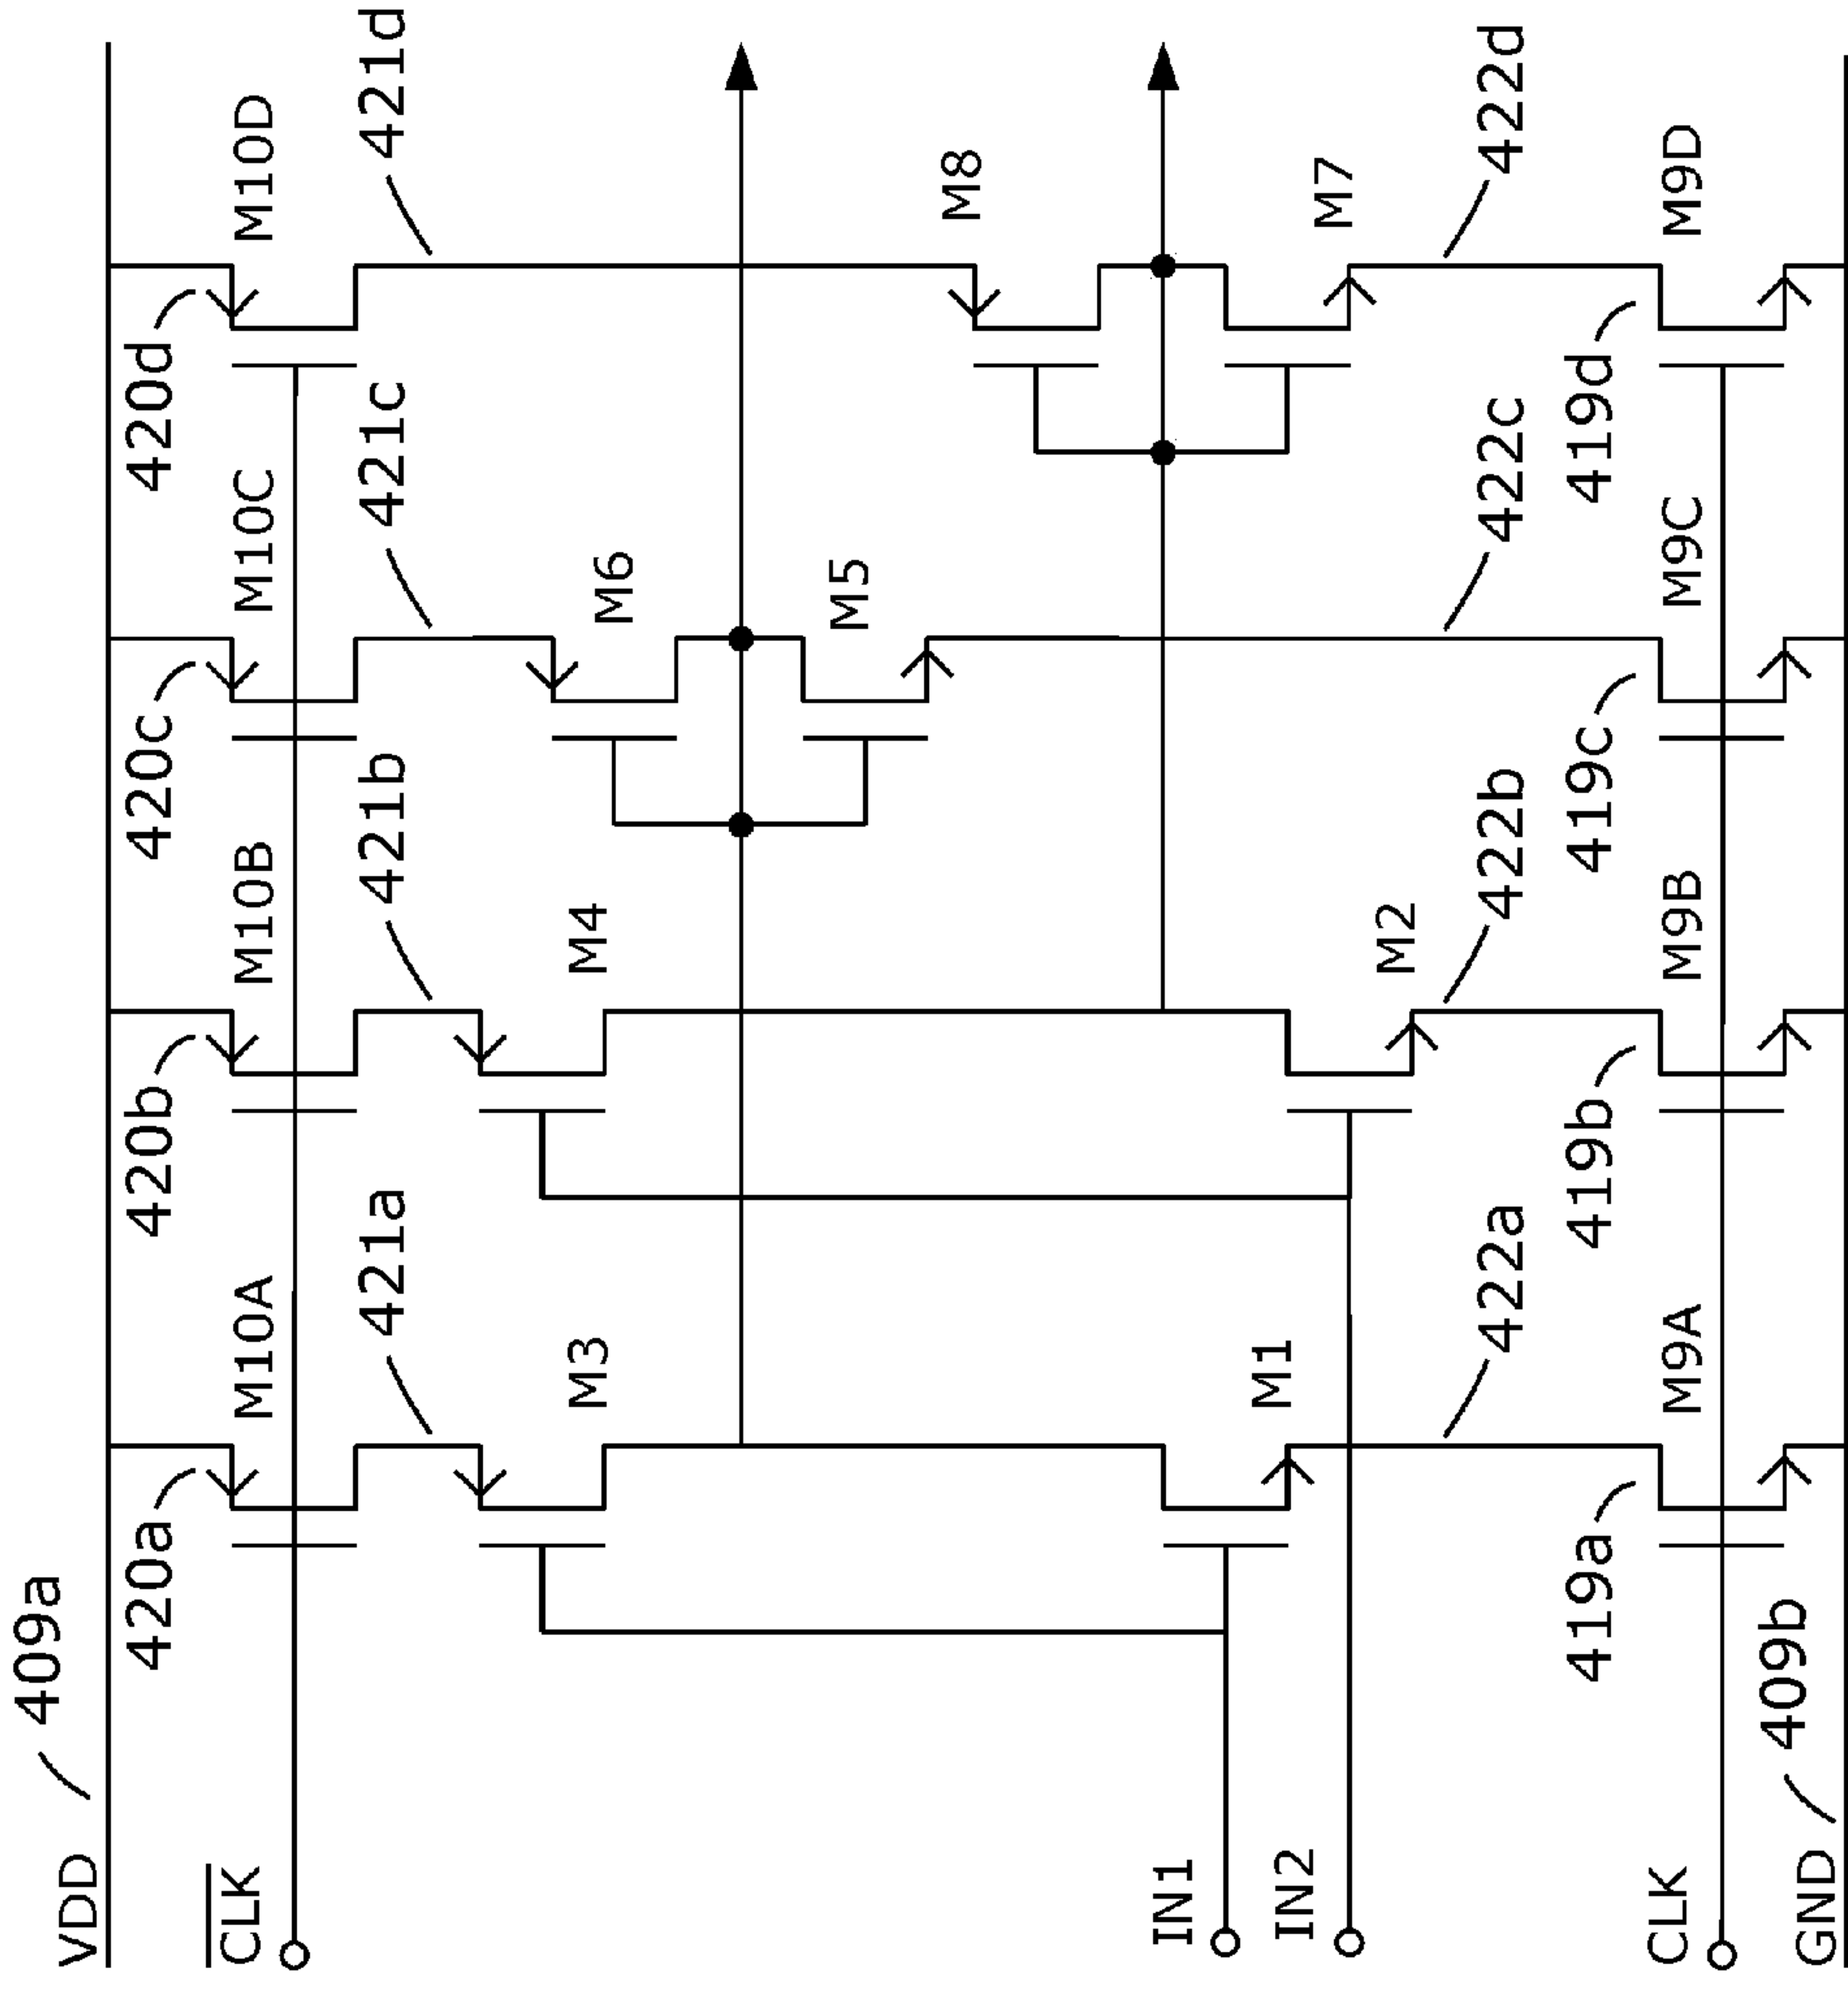 VDD
409a
420a
420b
420c
420d
C̅L̅K̅
M10A
M10B
M10C
M10D
421a
421b
421c
421d
M3
M4
M6
M5
M8
IN1
M1
IN2
M7
M2
422a
422b
422c
422d
419a
419b
419c
419d
CLK
M9A
M9B
M9C
M9D
409b
GND